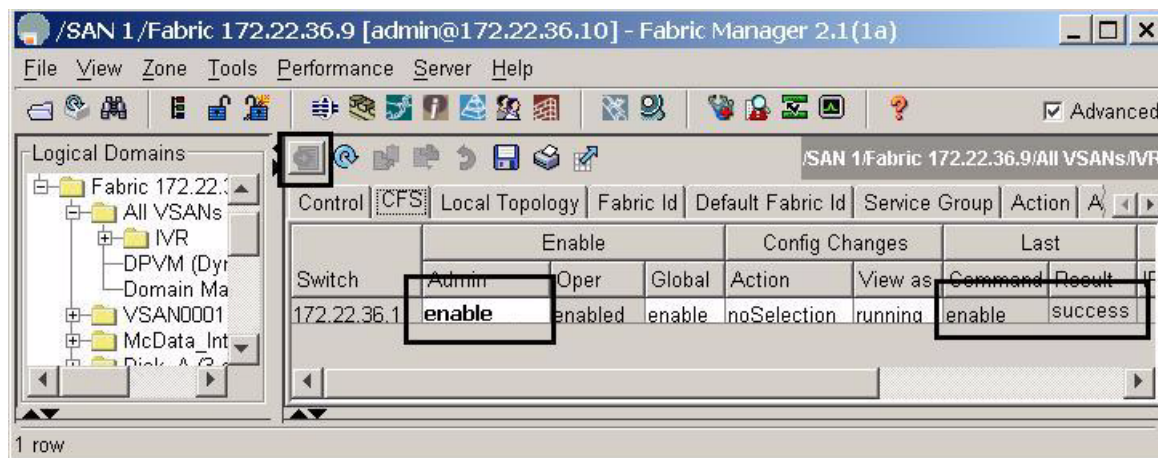 /SAN 1/Fabric 172.22.36.9 [admin@172.22.36.10] - Fabric Manager 2.1(1a)
File View Zone Tools Performance Server Help
Advanced
Logical Domains
/SAN 1/Fabric 172.22.36.9/All VSANs/IVR
Fabric 172.22.
All VSANs
IVR
DPVM (Dyr
Domain Ma
VSAN0001
McData_Int
Control CFS Local Topology Fabric Id Default Fabric Id Service Group Action A
Enable Config Changes Last
Switch Admin Oper Global Action View as Command Result
172.22.36.1 enable enabled enable noSelection running enable success
1 row